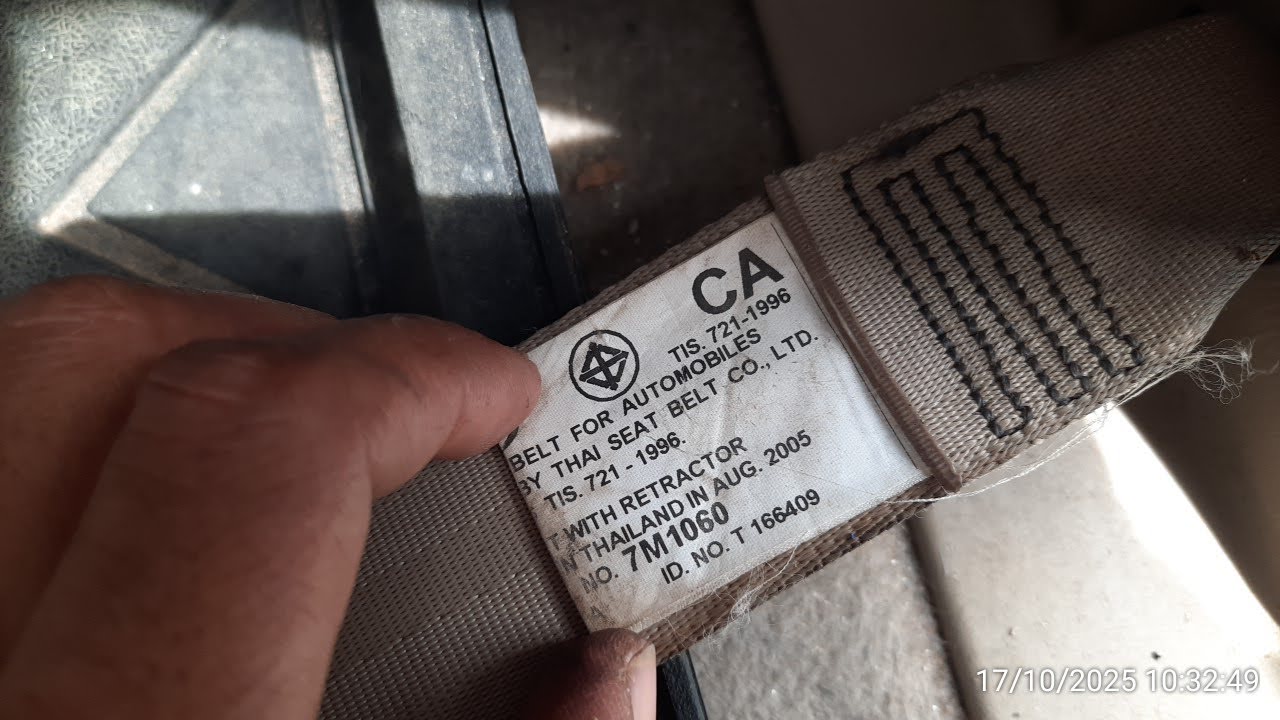 CA
TIS. 721-1996
BELT FOR AUTOMOBILES
BY THAI SEAT BELT CO., LTD.
TIS. 721 - 1996.
T WITH RETRACTOR
N THAILAND IN AUG. 2005
NO. 7M1060
ID. NO. T 166409
A
17/10/2025 10:32:49